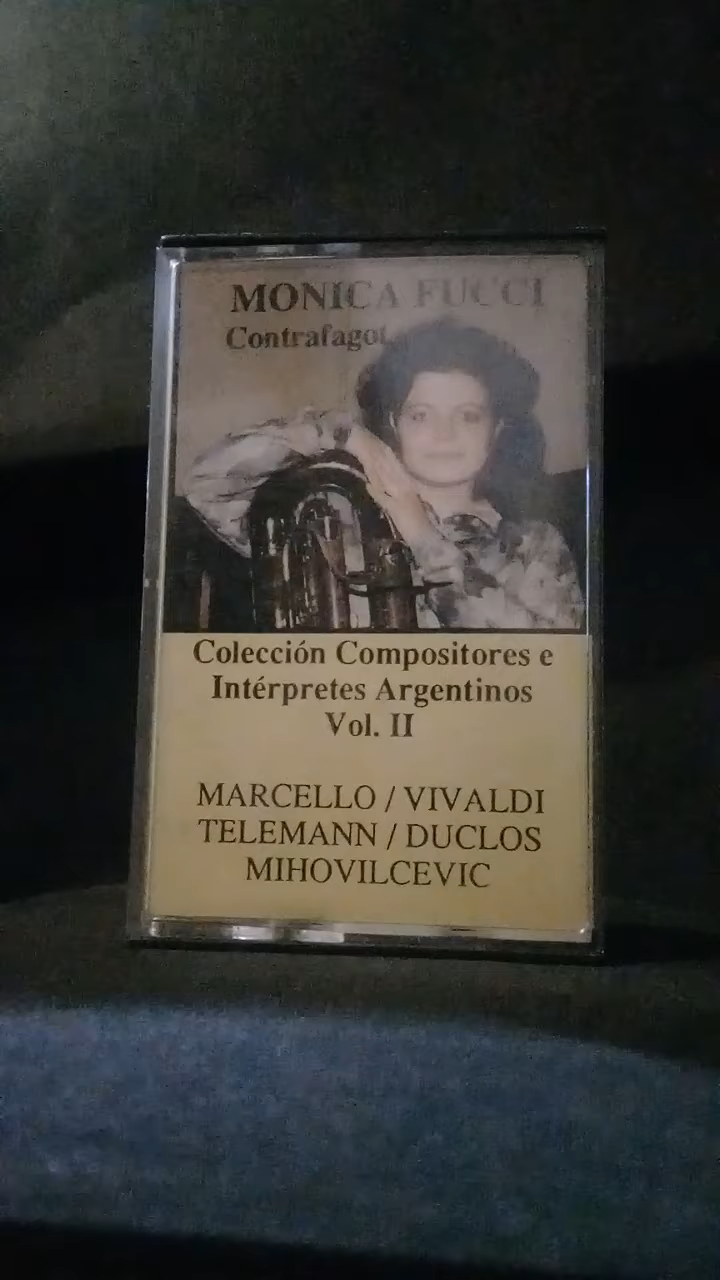 MONICA FUCCI
Contrafagot
Colección Compositores e
Intérpretes Argentinos
Vol. II
MARCELLO / VIVALDI
TELEMANN / DUCLOS
MIHOVILCEVIC